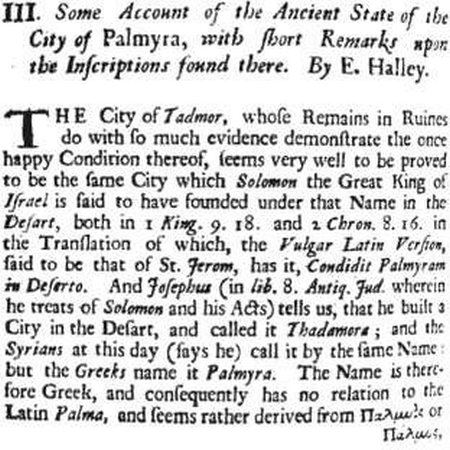 III. Some Account of the Ancient State of the
City of Palmyra, with ſhort Remarks upon
the Inſcriptions found there. By E. Halley.
THE City of Tadmor, whoſe Remains in Ruines
do with ſo much evidence demonſtrate the once
happy Condition thereof, ſeems very well to be proved
to be the ſame City which Solomon the Great King of
Iſrael is ſaid to have founded under that Name in the
Deſart, both in 1 King. 9. 18. and 2 Chron. 8. 16. in
the Tranſlation of which, the Vulgar Latin Verſion,
ſaid to be that of St. Jerom, has it, Condidit Palmyram
in Deſerto. And Joſephus (in lib. 8. Antiq. Jud. wherein
he treats of Solomon and his Acts) tells us, that he built a
City in the Deſart, and called it Thadamora; and the
Syrians at this day (ſays he) call it by the ſame Name:
but the Greeks name it Palmyra. The Name is there-
fore Greek, and conſequently has no relation to the
Latin Palma, and ſeems rather derived from or